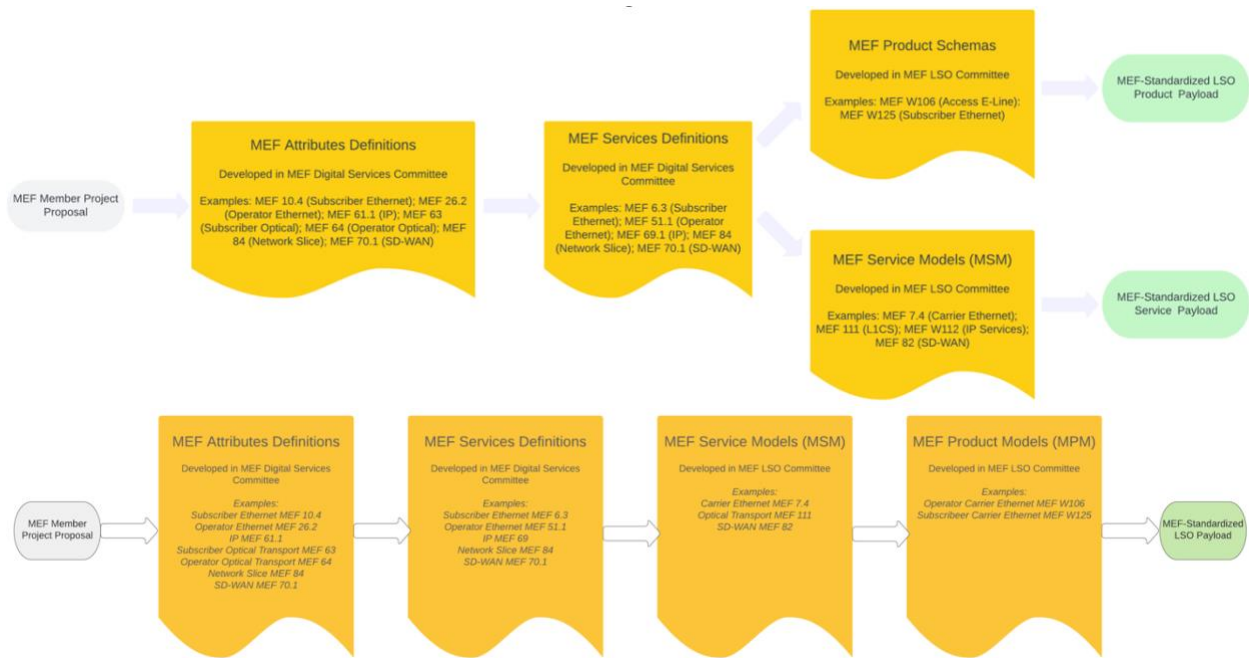 MEF Product Schemas
Developed in MEF LSO Committee
Examples: MEF W106 (Access E-Line);
MEF W125 (Subscriber Ethernet)
MEF-Standardized LSO
Product Payload
MEF Member Project
Proposal
MEF Attributes Definitions
Developed in MEF Digital Services Committee
Examples: MEF 10.4 (Subscriber Ethernet); MEF 26.2
(Operator Ethernet); MEF 61.1 (IP); MEF 63
(Subscriber Optical); MEF 64 (Operator Optical); MEF
84 (Network Slice); MEF 70.1 (SD-WAN)
MEF Services Definitions
Developed in MEF Digital Services
Committee
Examples: MEF 6.3 (Subscriber
Ethernet); MEF 51.1 (Operator
Ethernet); MEF 69.1 (IP); MEF 84
(Network Slice); MEF 70.1 (SD-WAN)
MEF Service Models (MSM)
Developed in MEF LSO Committee
Examples: MEF 7.4 (Carrier Ethernet);
MEF 111 (L1CS); MEF W112 (IP Services);
MEF 82 (SD-WAN)
MEF-Standardized LSO
Service Payload
MEF Member
Project Proposal
MEF Attributes Definitions
Developed in MEF Digital Services
Committee
Examples:
Subscriber Ethernet MEF 10.4
Operator Ethernet MEF 26.2
IP MEF 61.1
Subscriber Optical Transport MEF 63
Operator Optical Transport MEF 64
Network Slice MEF 84
SD-WAN MEF 70.1
MEF Services Definitions
Developed in MEF Digital Services
Committee
Examples:
Subscriber Ethernet MEF 6.3
Operator Ethernet MEF 51.1
IP MEF 69
Network Slice MEF 84
SD-WAN MEF 70.1
MEF Service Models (MSM)
Developed in MEF LSO Committee
Examples:
Carrier Ethernet MEF 7.4
Optical Transport MEF 111
SD-WAN MEF 82
MEF Product Models (MPM)
Developed in MEF LSO Committee
Examples:
Operator Carrier Ethernet MEF W106
Subscribeer Carrier Ethernet MEF W125
MEF-Standardized
LSO Payload